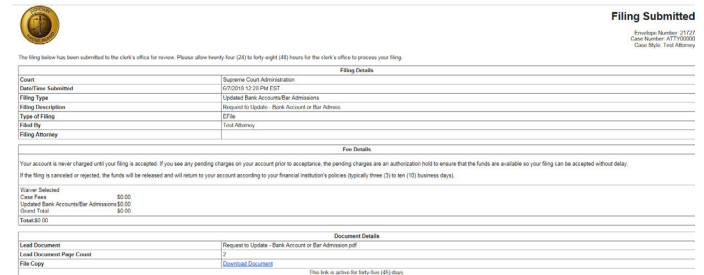 Filing Submitted
Envelope Number: 21727
Case Number: ATTY00000
Case Style: Test Attorney
The filing below has been submitted to the clerk's office for review. Please allow twenty-four (24) to forty-eight (48) hours for the clerk's office to process your filing.
Filing Details
Court Supreme Court Administration
Date/Time Submitted 6/7/2018 12:28 PM EST
Filing Type Updated Bank Accounts/Bar Admissions
Filing Description Request to Update - Bank Account or Bar Admiss
Type of Filing EFile
Filed By Test Attorney
Filing Attorney
Fee Details
Your account is never charged until your filing is accepted. If you see any pending charges on your account prior to acceptance, the pending charges are an authorization hold to ensure that the funds are available so your filing can be accepted without delay.
If the filing is canceled or rejected, the funds will be released and will return to your account according to your financial institution's policies (typically three (3) to ten (10) business days).
Waiver Selected
Case Fees $0.00
Updated Bank Accounts/Bar Admissions $0.00
Grand Total $0.00
Total:$0.00
Document Details
Lead Document Request to Update - Bank Account or Bar Admission.pdf
Lead Document Page Count 2
File Copy Download Document
This link is active for forty-five (45) days.